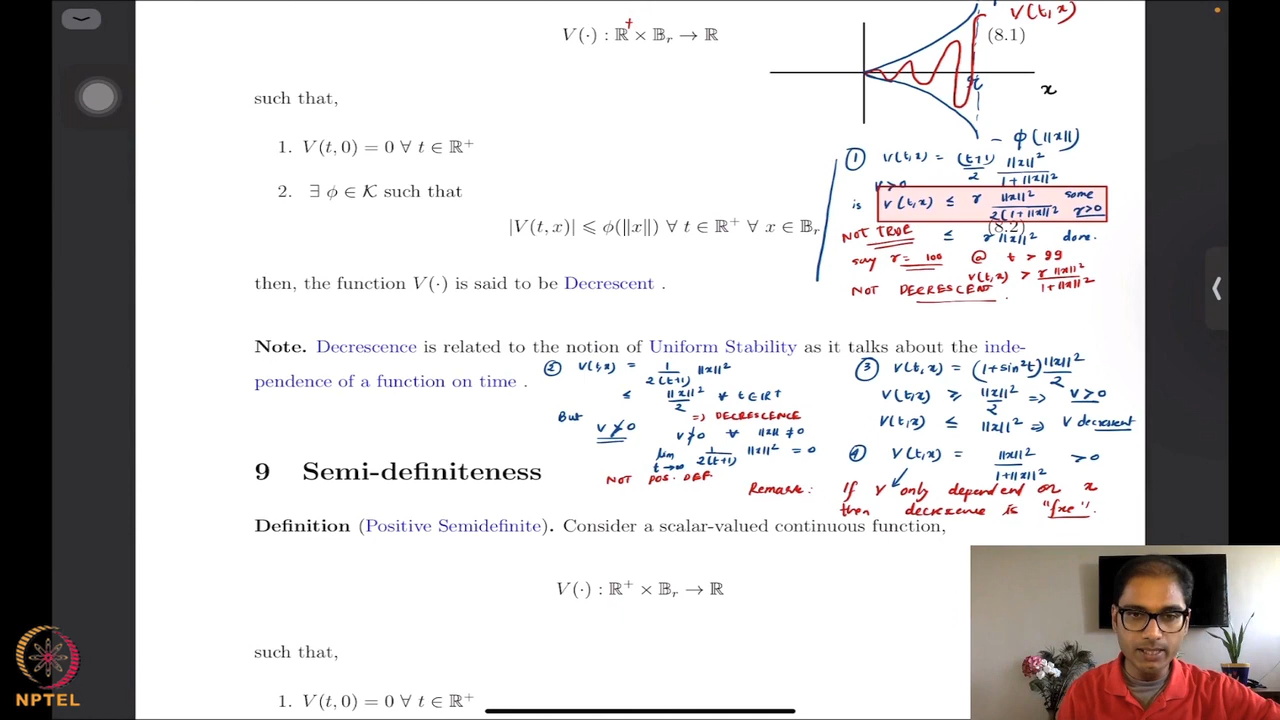 V(·) : ℝ⁺ × 𝔹ᵣ → ℝ
(8.1)
V(t,x)
r
x
such that,
1. V(t, 0) = 0 ∀ t ∈ ℝ⁺
2. ∃ ϕ ∈ 𝒦 such that
|V(t, x)| ⩽ ϕ(‖x‖) ∀ t ∈ ℝ⁺ ∀ x ∈ 𝔹ᵣ
(8.2)
then, the function V(·) is said to be Decrescent .
− ϕ(‖x‖)
① V(t,x) = (t+1)/2 ‖x‖²/(1+‖x‖²)
V>0
is V(t,x) ≤ r ‖x‖²/2(1+‖x‖² some r>0
NOT TRUE ≤ r‖x‖² done.
say r = 100 @ t > 99
V(t,x) > r‖x‖²/1+‖x‖²
NOT DECRESCENT .
Note. Decrescence is related to the notion of Uniform Stability as it talks about the inde-
pendence of a function on time .
② V(t,x) = 1/2(t+1) ‖x‖²
≤ ‖x‖²/2 ∀ t ∈ ℝ⁺
But ⇒ DECRESCENCE
V ≯ 0
∀ ‖x‖ ≠ 0
lim t→∞ 1/2(t+1) ‖x‖² = 0
NOT POS. DEF.
③ V(t,x) = (1+sin²t) ‖x‖²/2
V(t,x) ≥ ‖x‖²/2 ⇒ V>0
V(t,x) ≤ ‖x‖² ⇒ V decrescent
④ V(t,x) = ‖x‖²/1+‖x‖² >0
Remark: If V only dependent on x
then decrescence is "free".
9 Semi-definiteness
Definition (Positive Semidefinite). Consider a scalar-valued continuous function,
V(·) : ℝ⁺ × 𝔹ᵣ → ℝ
such that,
1. V(t, 0) = 0 ∀ t ∈ ℝ⁺
NPTEL